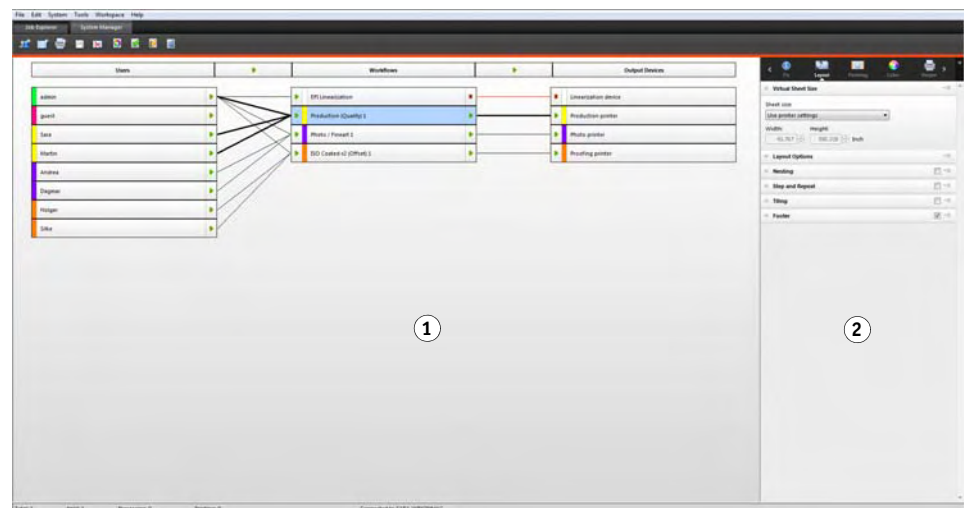 File Edit System Tools Workspace Help
Job Explorer System Manager
Users Workflows Output Devices
Layout Color
Virtual Sheet Size
admin EFI Linearization Linearization device
Sheet size
guest Production (Quality) 1 Production printer
Use printer settings
Width Height
Sara Photo / Fineart 1 Photo printer
Inch
Martin ISO Coated v2 (Offset) 1 Proofing printer
Layout Options
Andrea
Nesting
Dagmar
Step and Repeat
Holger
Tiling
Silke
Footer
1
2